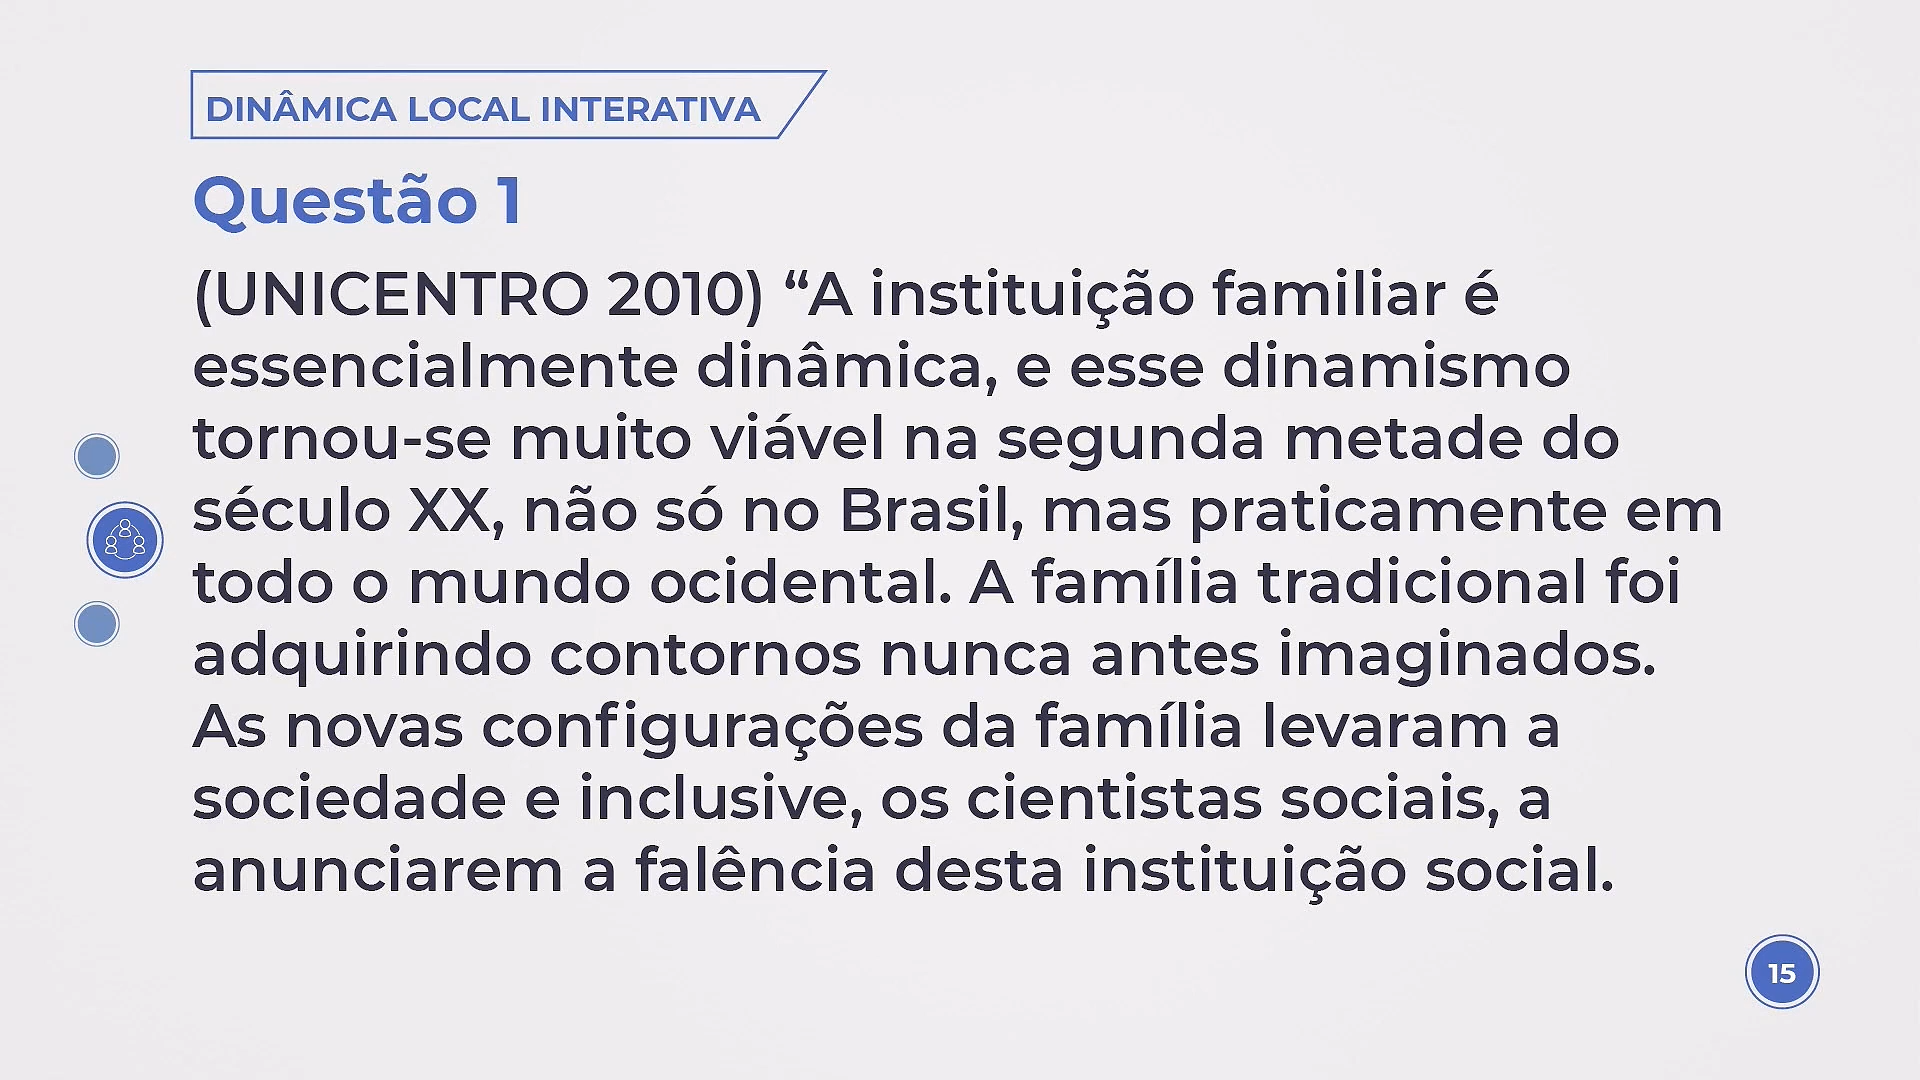 DINÂMICA LOCAL INTERATIVA
Questão 1
(UNICENTRO 2010) “A instituição familiar é
essencialmente dinâmica, e esse dinamismo
tornou-se muito viável na segunda metade do
século XX, não só no Brasil, mas praticamente em
todo o mundo ocidental. A família tradicional foi
adquirindo contornos nunca antes imaginados.
As novas configurações da família levaram a
sociedade e inclusive, os cientistas sociais, a
anunciarem a falência desta instituição social.
15